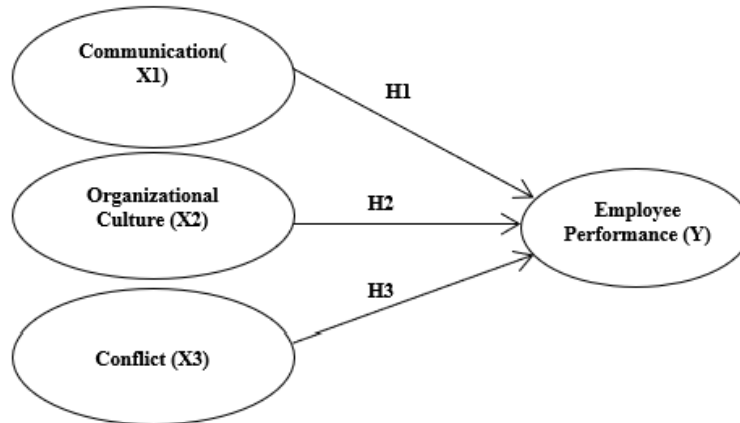 Communication(
X1)
H1
Organizational
Culture (X2)
H2
Employee
Performance (Y)
H3
Conflict (X3)